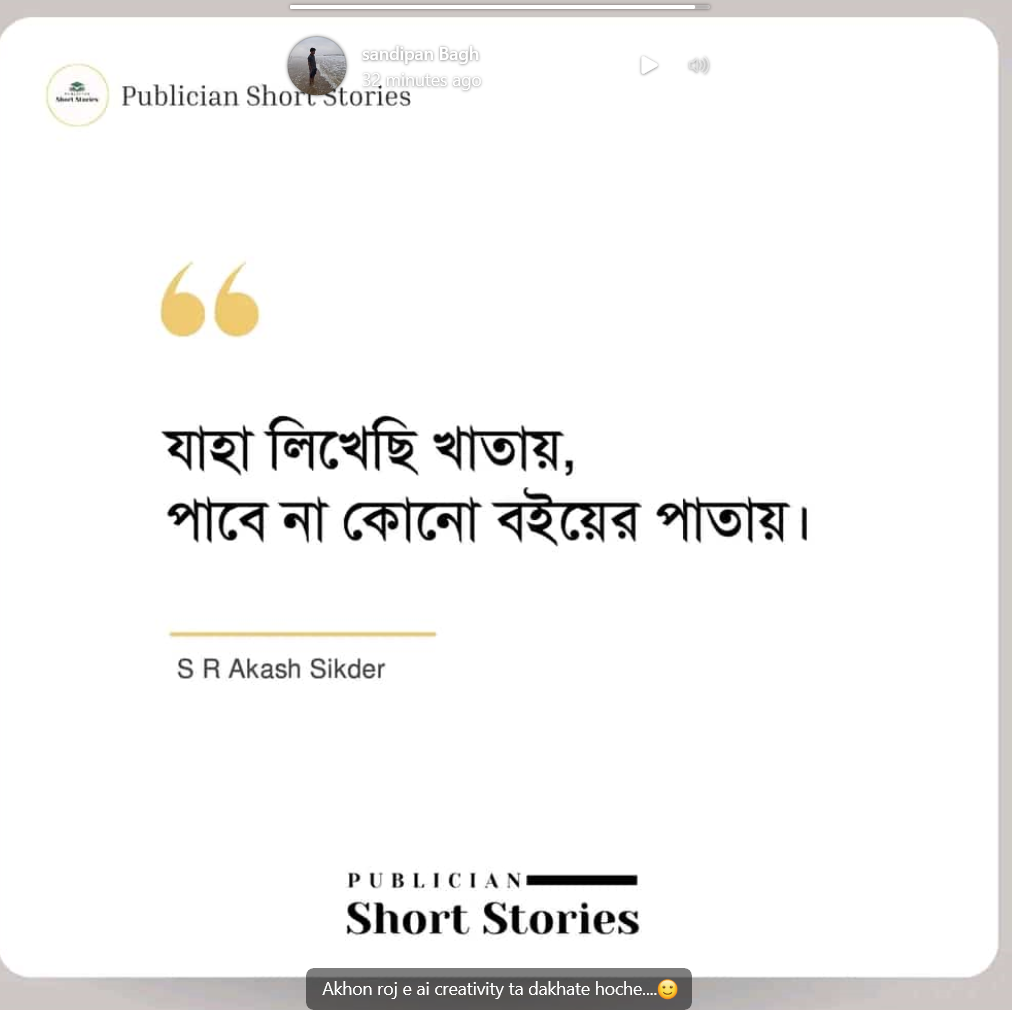 sandipan Bagh
32 minutes ago
Short Stories
Publician Short Stories
যাহা লিখেছি খাতায়,
পাবে না কোনো বইয়ের পাতায়।
S R Akash Sikder
PUBLICIAN
Short Stories
Akhon roj e ai creativity ta dakhate hoche....🙂